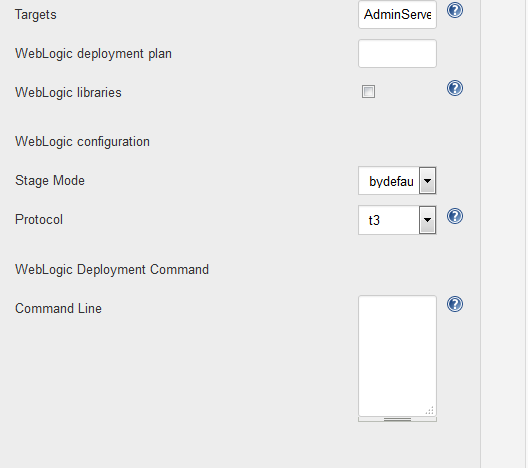 Targets AdminServe
WebLogic deployment plan
WebLogic libraries
WebLogic configuration
Stage Mode bydefau
Protocol t3
WebLogic Deployment Command
Command Line